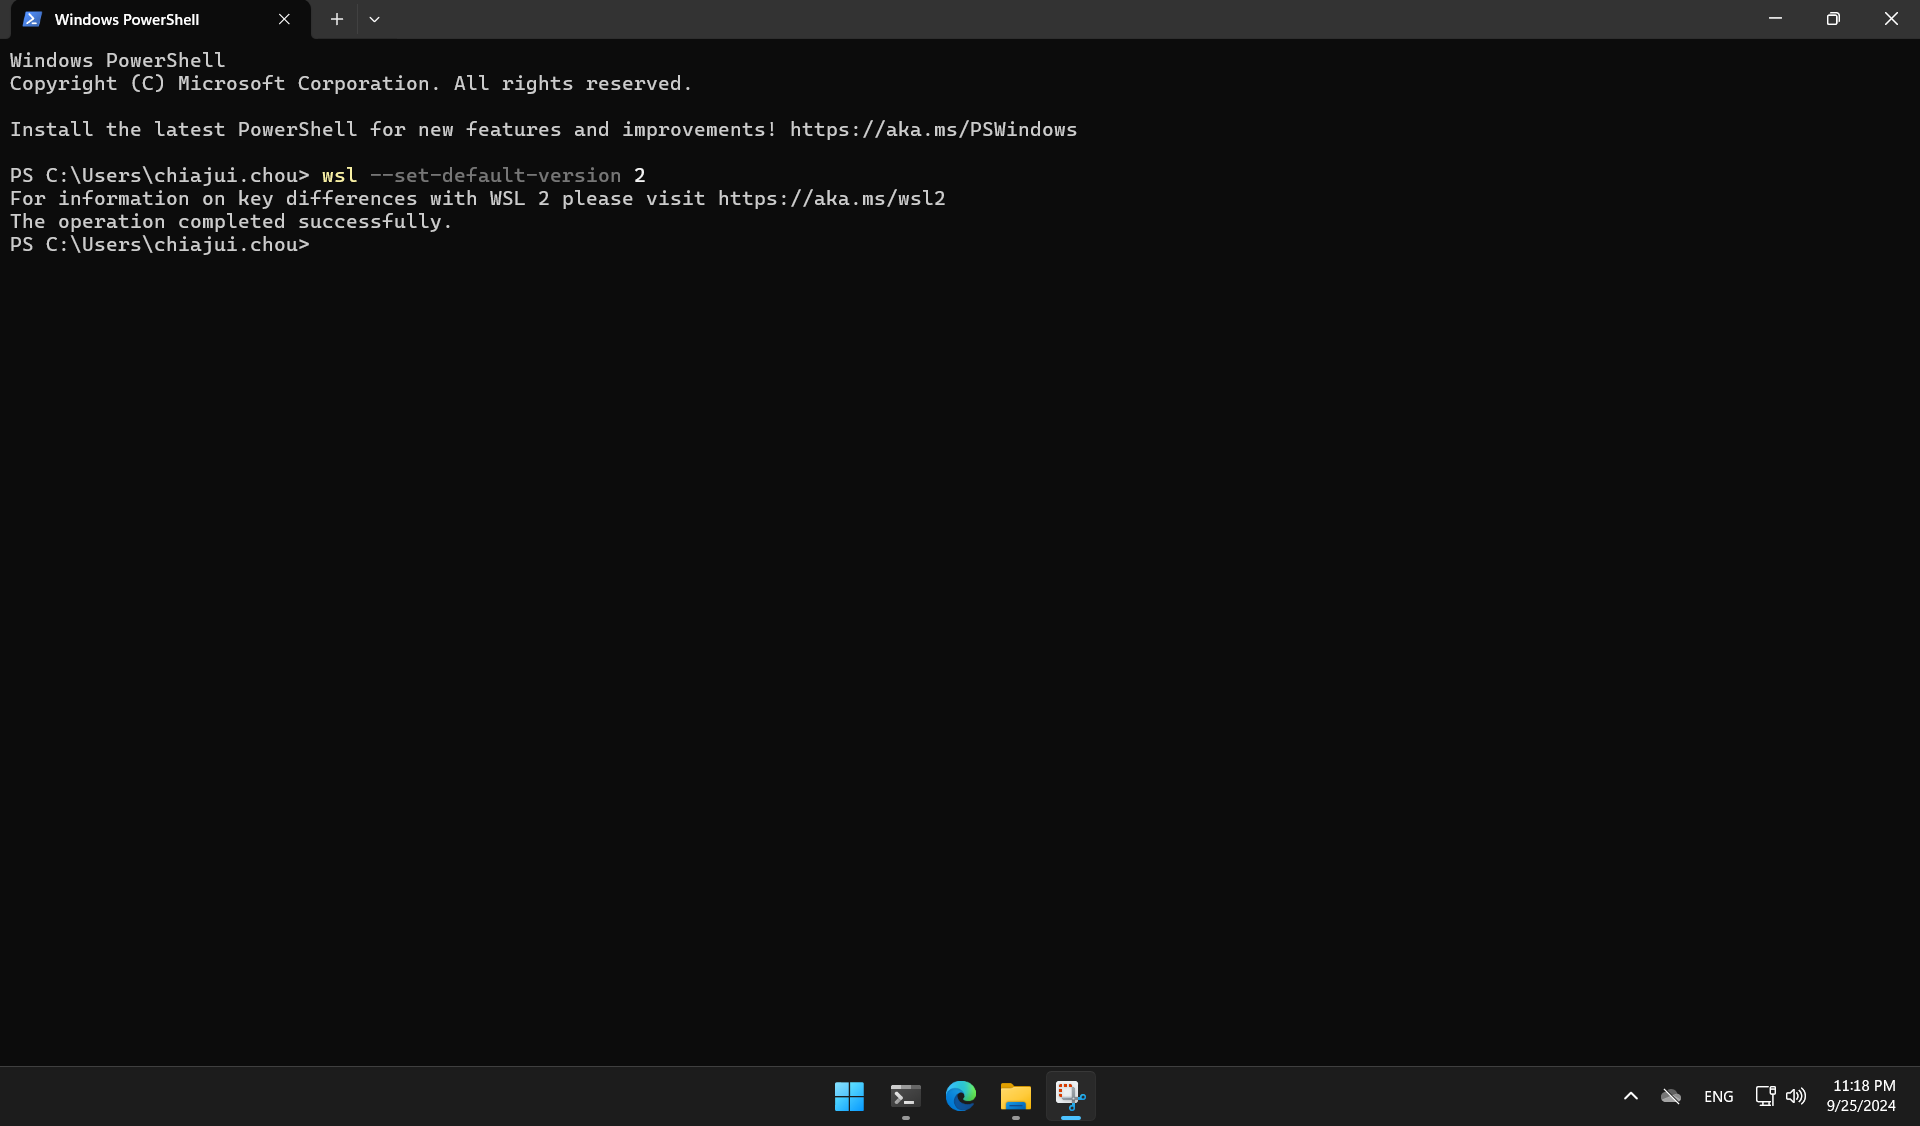 Windows PowerShell
Windows PowerShell
Copyright (C) Microsoft Corporation. All rights reserved.
Install the latest PowerShell for new features and improvements! https://aka.ms/PSWindows
PS C:\Users\chiajui.chou> wsl --set-default-version 2
For information on key differences with WSL 2 please visit https://aka.ms/wsl2
The operation completed successfully.
PS C:\Users\chiajui.chou>
ENG
11:18 PM
9/25/2024